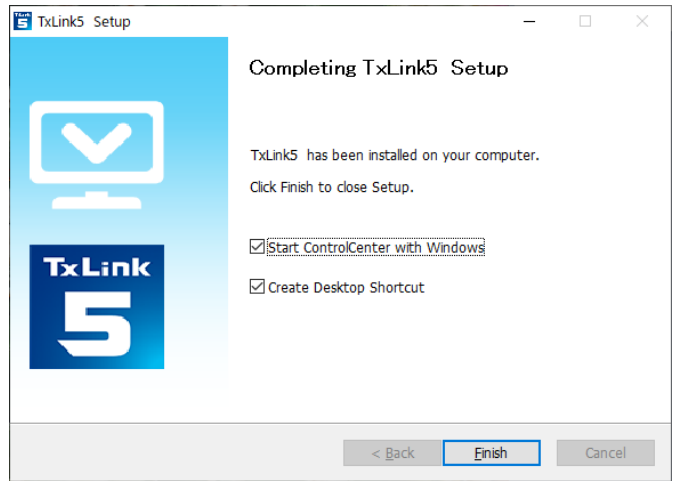 TxLink5 Setup
Completing TxLink5 Setup
TxLink5 has been installed on your computer.
Click Finish to close Setup.
Start ControlCenter with Windows
Create Desktop Shortcut
TxLink
5
< Back Finish Cancel